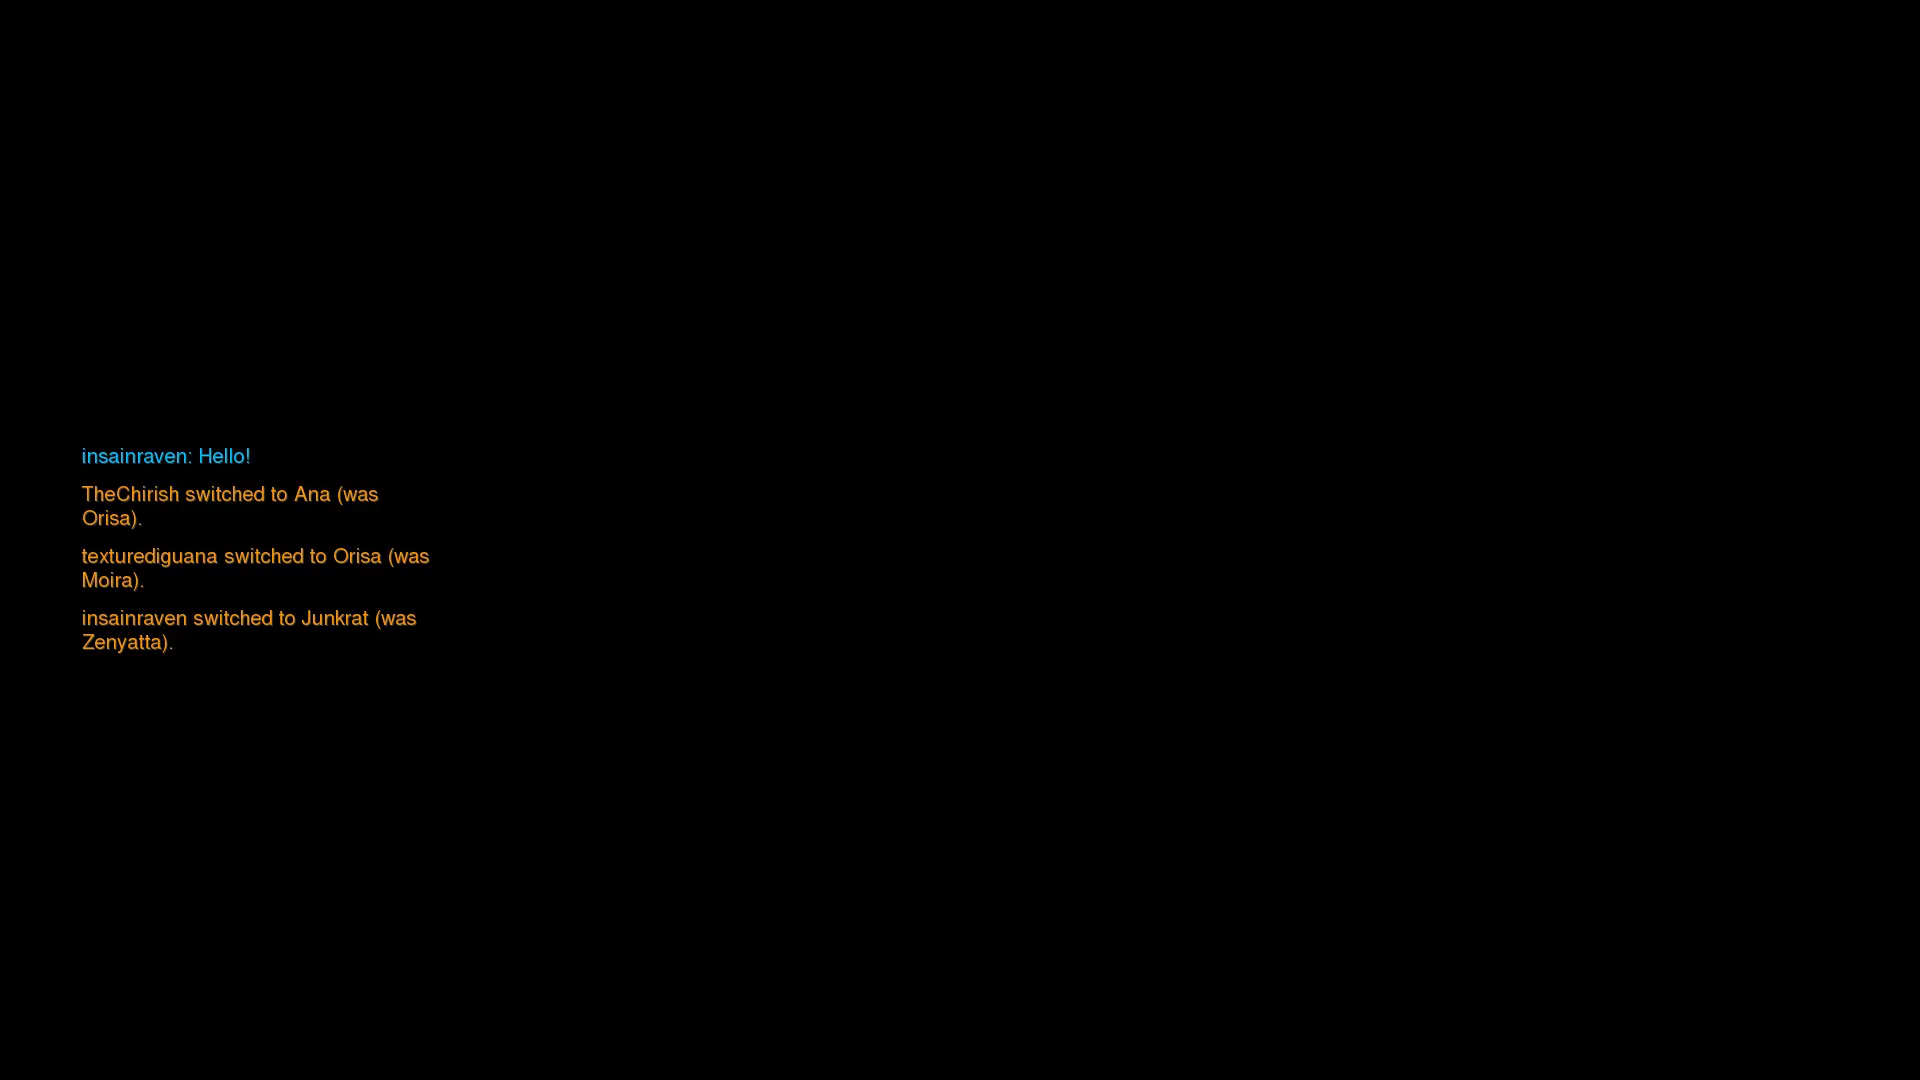 insainraven: Hello!
TheChirish switched to Ana (was
Orisa).
texturediguana switched to Orisa (was
Moira).
insainraven switched to Junkrat (was
Zenyatta).